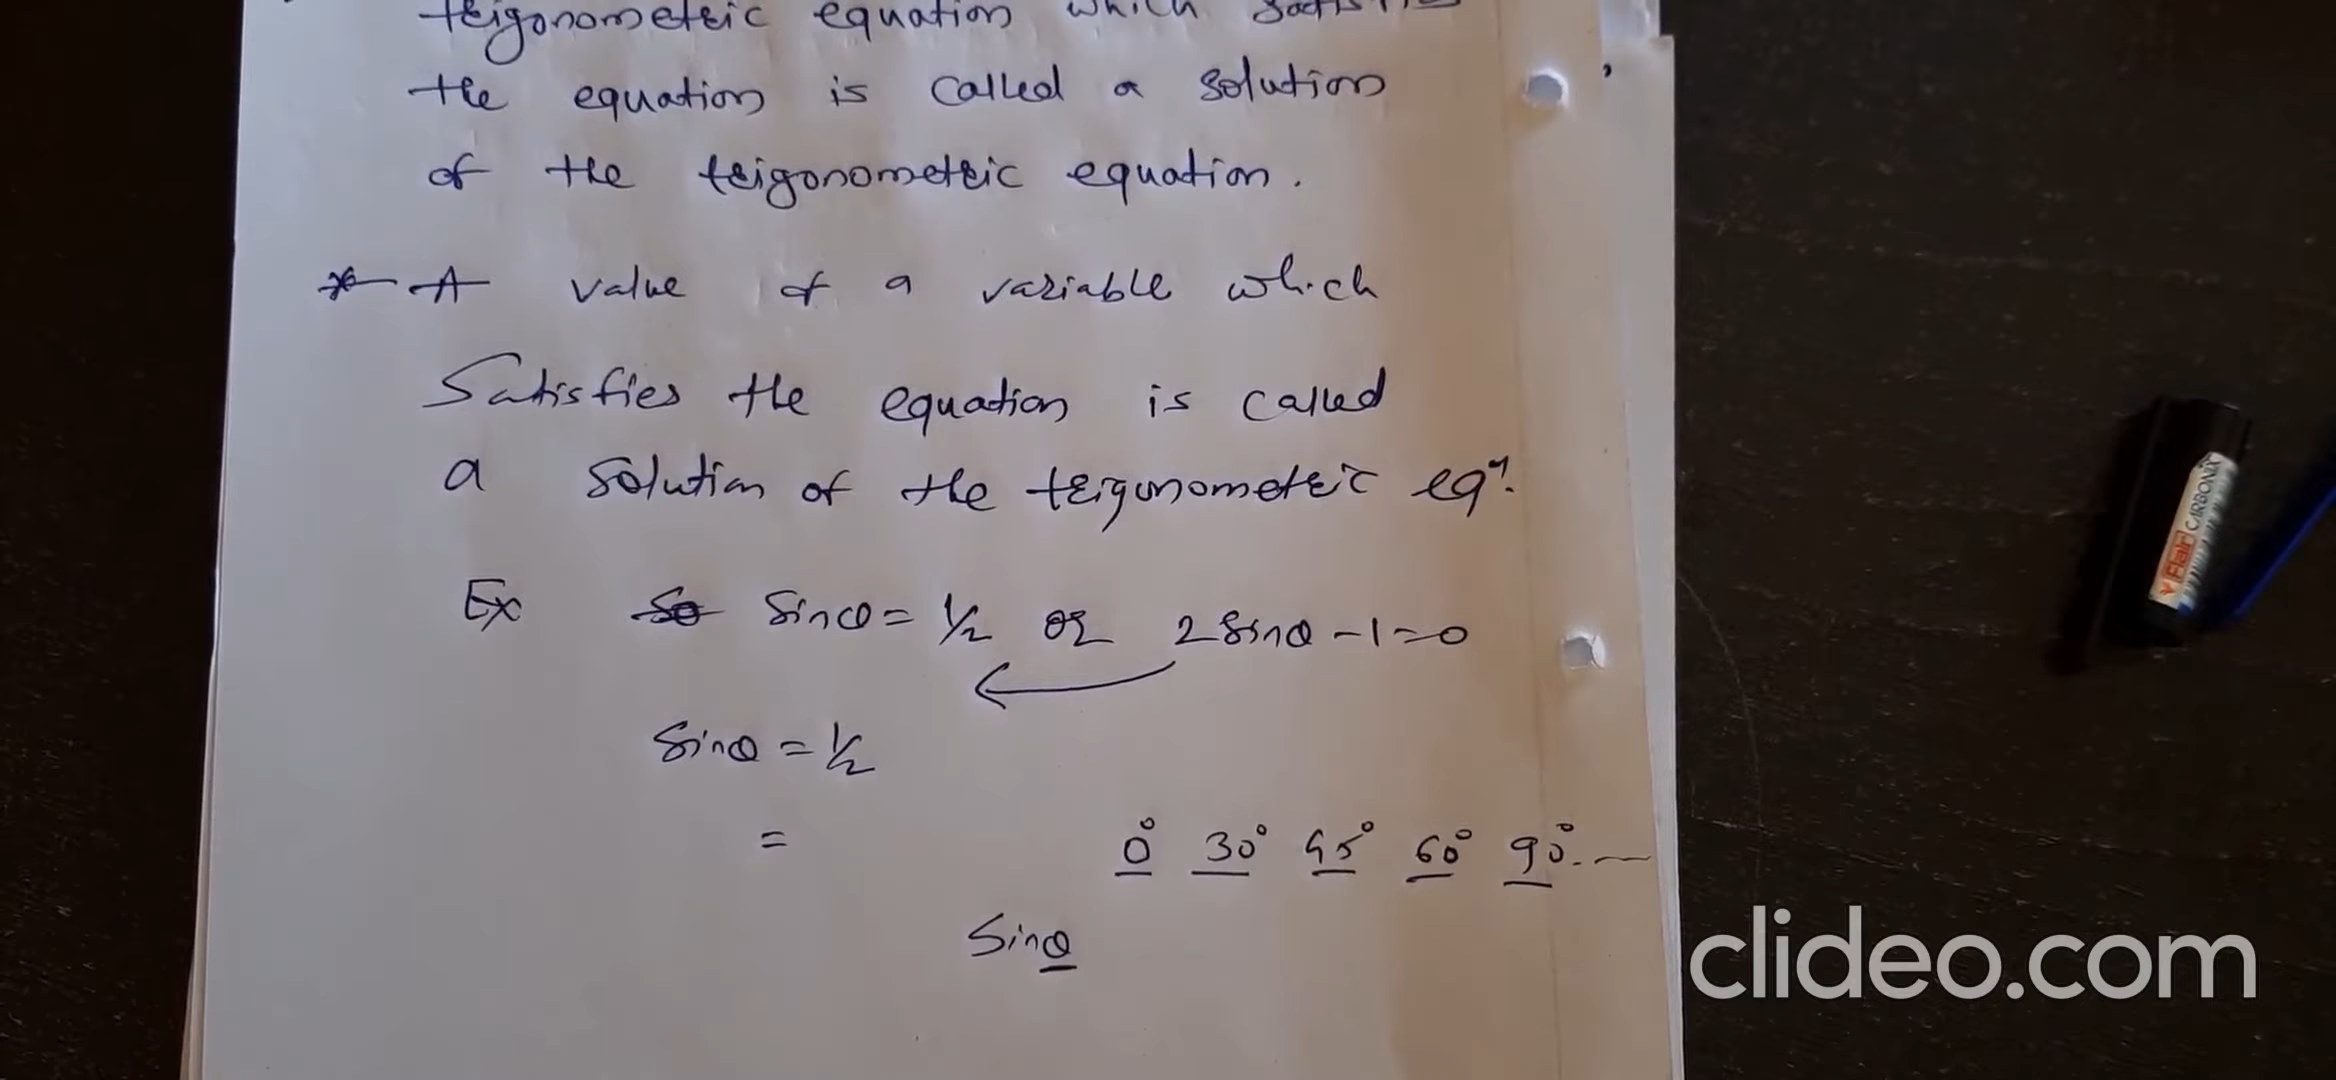 trigonometric equation which satisfies
the equation is called a solution
of the trigonometric equation.
* A value of a variable which
Satisfies the equation is called
a solution of the trigonometric eqn.
Ex Sinθ = 1/2 or 2 sinθ - 1 = 0
sinθ = 1/2
= 0° 30° 45° 60° 90° . —
Sinθ
Flair CARBONIX
clideo.com